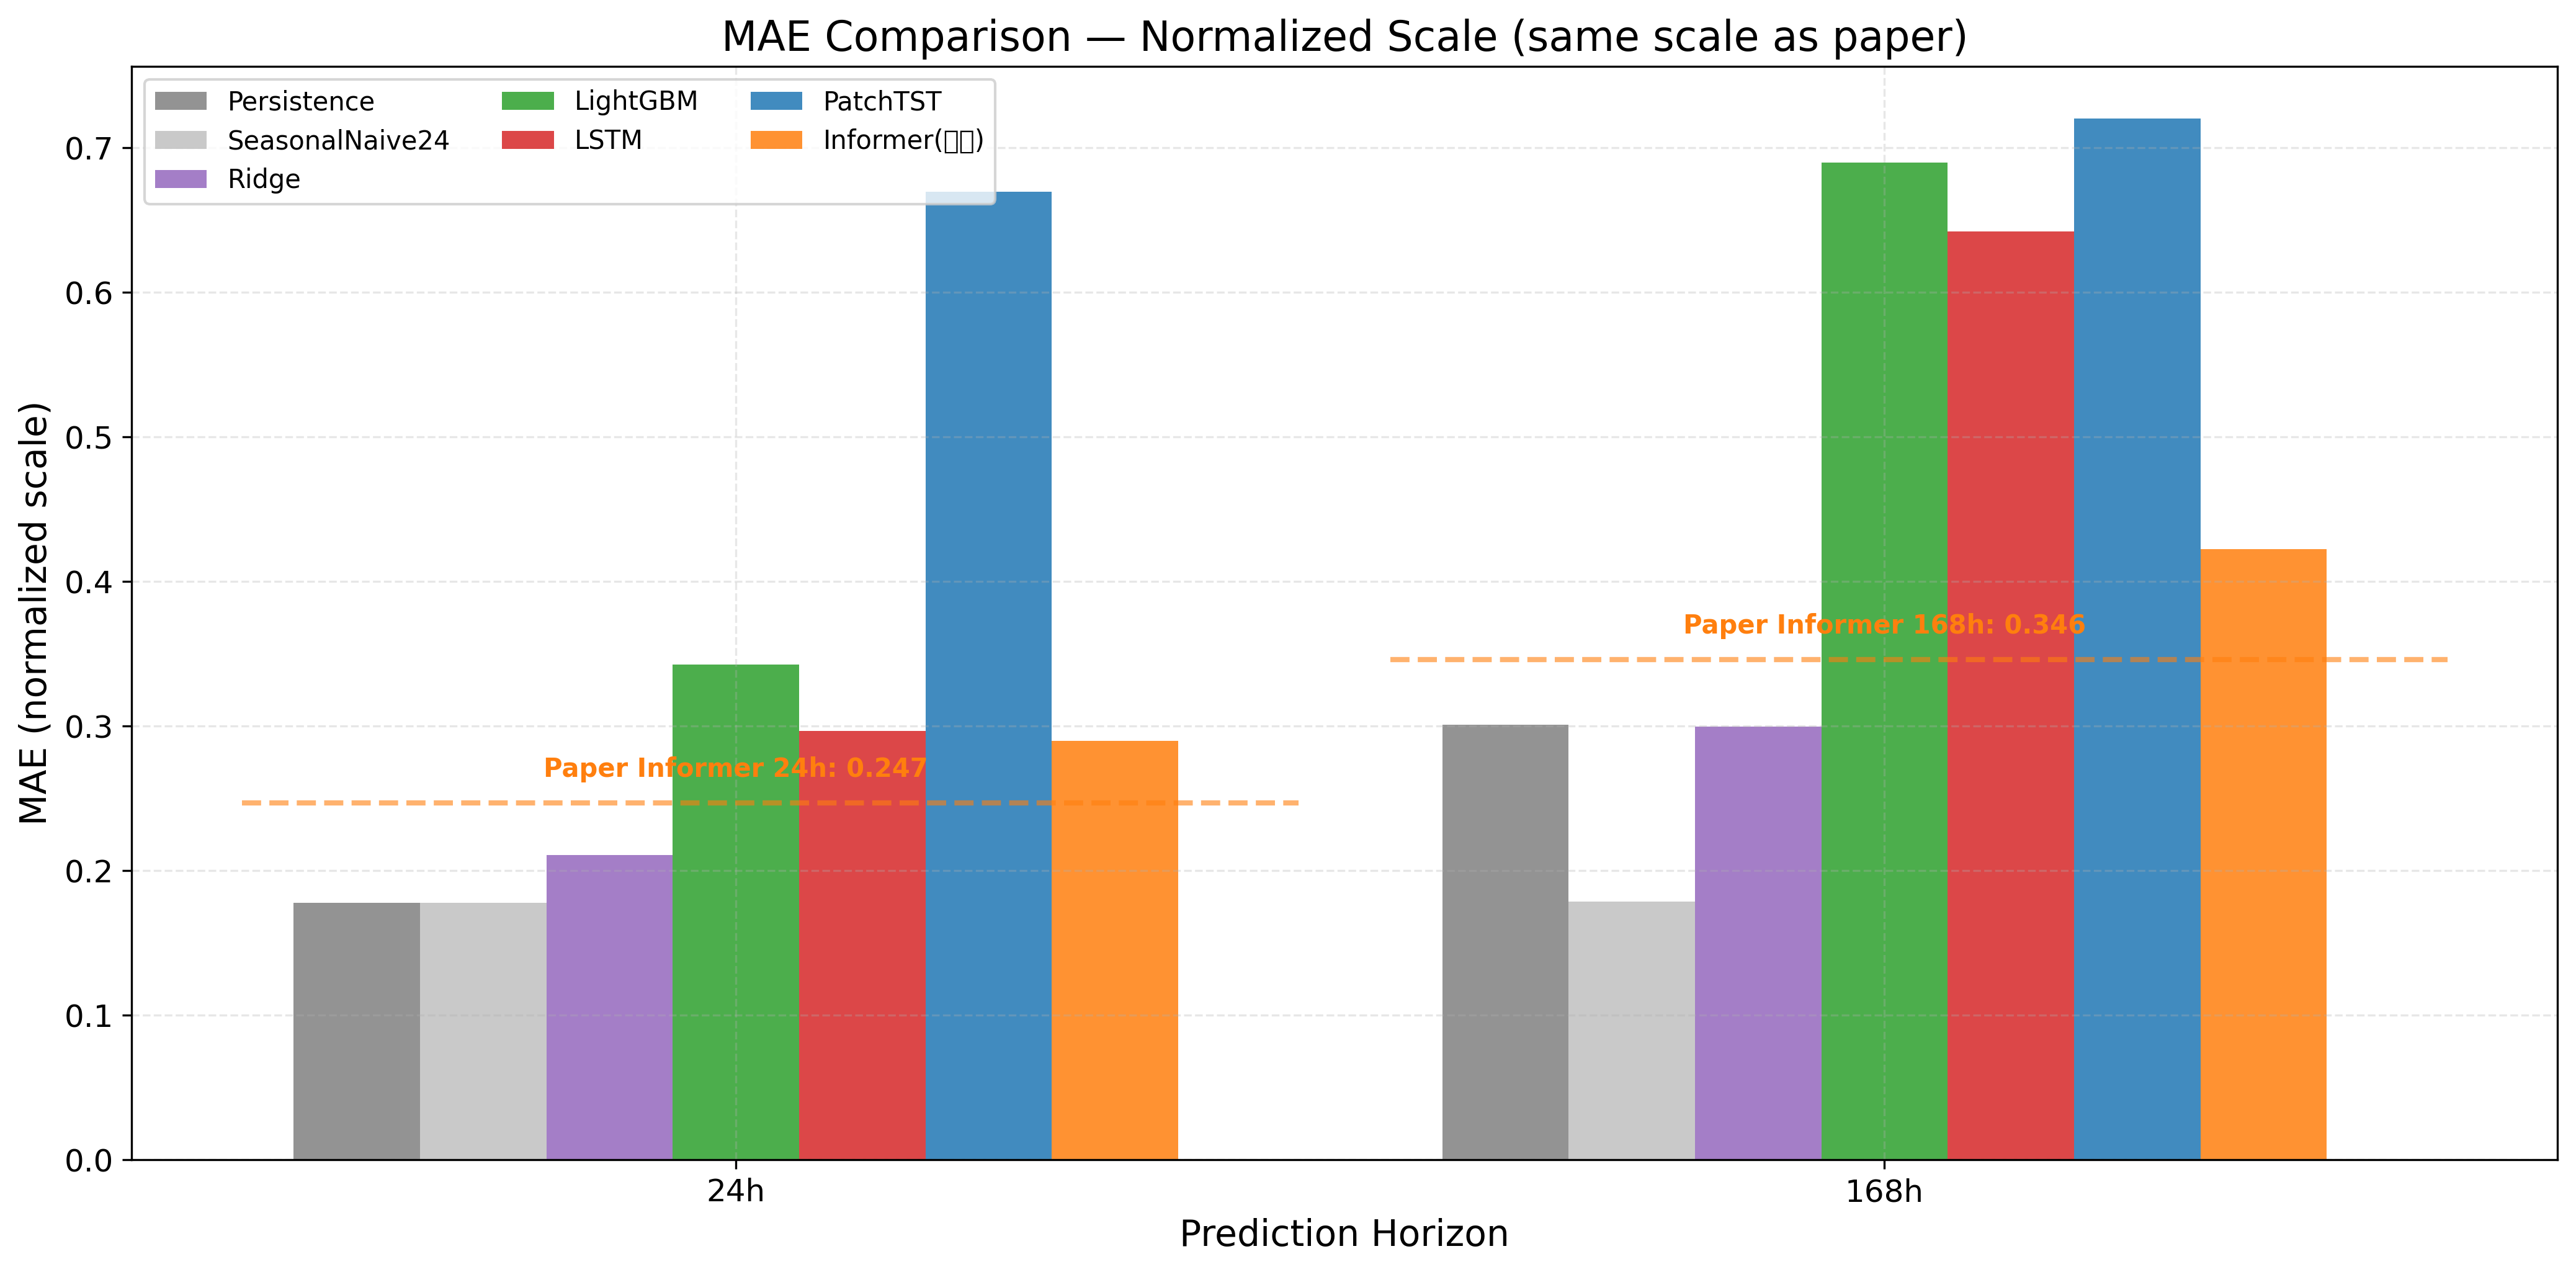 MAE Comparison — Normalized Scale (same scale as paper)
Persistence
SeasonalNaive24
Ridge
LightGBM
LSTM
PatchTST
Informer(▯▯)
MAE (normalized scale)
0.7
0.6
0.5
0.4
0.3
0.2
0.1
0.0
Paper Informer 24h: 0.247
Paper Informer 168h: 0.346
24h
168h
Prediction Horizon